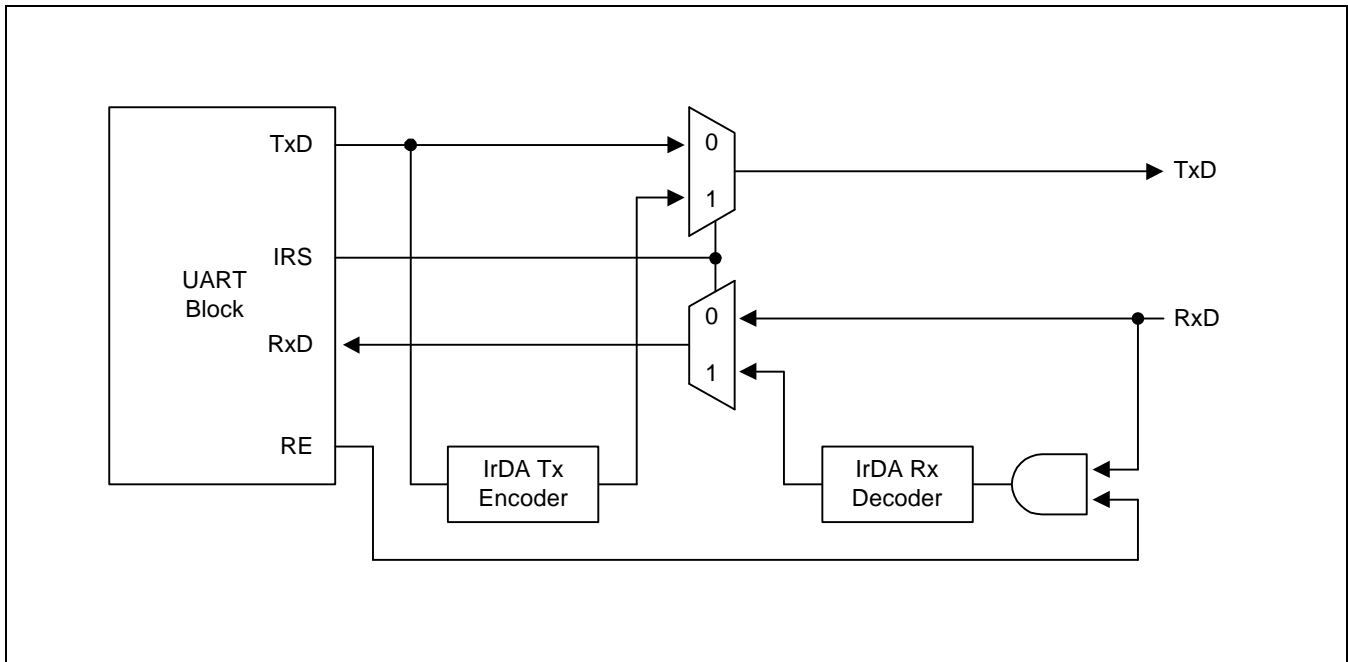 TxD
0
TxD
1
IRS
UART
Block
0
RxD
RxD
1
RE
IrDA Tx
Encoder
IrDA Rx
Decoder